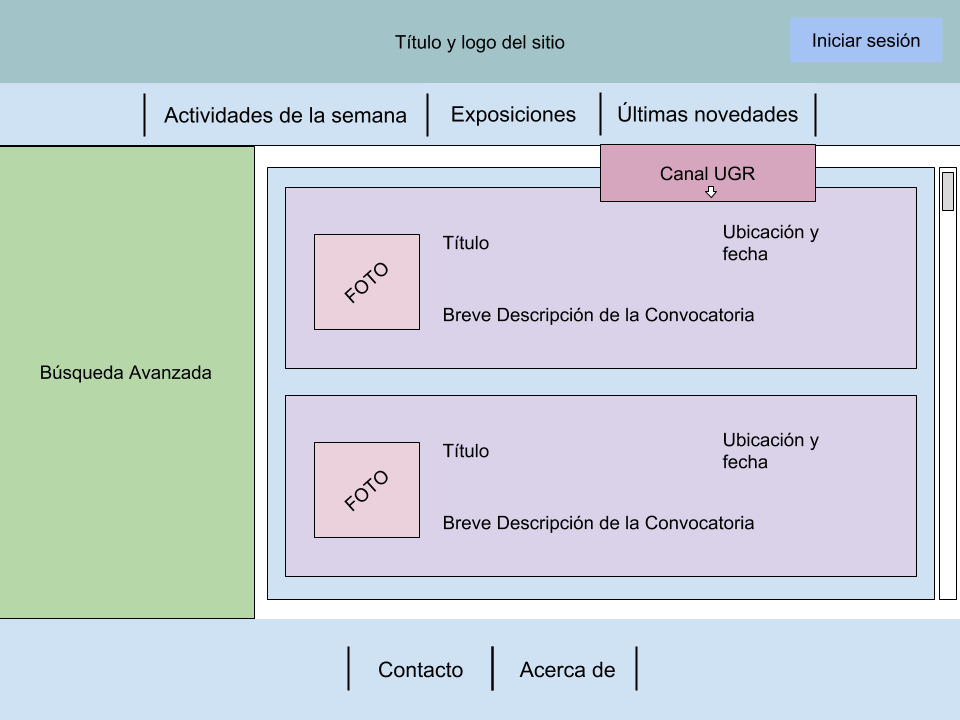 Título y logo del sitio
Iniciar sesión
Actividades de la semana
Exposiciones
Últimas novedades
Canal UGR
Búsqueda Avanzada
FOTO
Título
Ubicación y
fecha
Breve Descripción de la Convocatoria
FOTO
Título
Ubicación y
fecha
Breve Descripción de la Convocatoria
Contacto
Acerca de